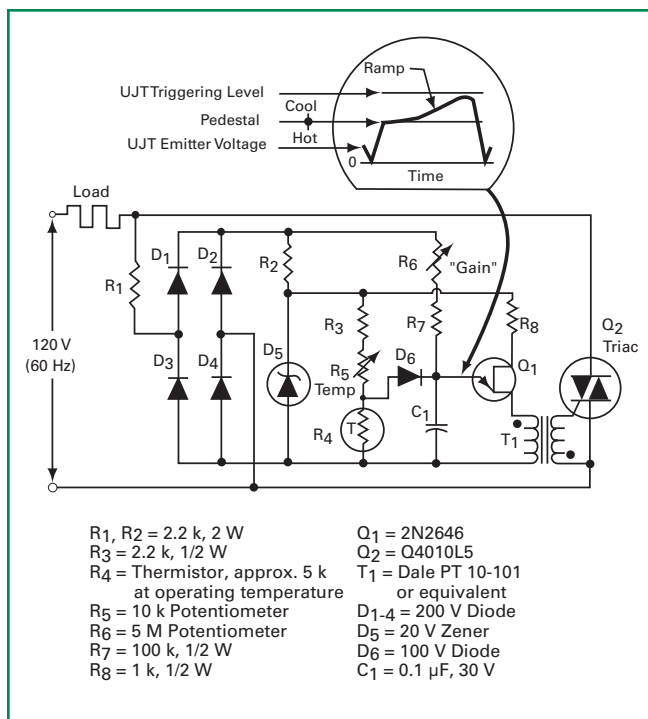 Ramp
UJT Triggering Level
Cool
Pedestal
Hot
UJT Emitter Voltage
0
Time
Load
D1
D2
R2
R6
"Gain"
R1
R3
R7
R8
Q2
Triac
120 V
(60 Hz)
D3
D4
D5
R5
Temp
D6
Q1
R4
T
C1
T1
R1, R2 = 2.2 k, 2 W
R3 = 2.2 k, 1/2 W
R4 = Thermistor, approx. 5 k
at operating temperature
R5 = 10 k Potentiometer
R6 = 5 M Potentiometer
R7 = 100 k, 1/2 W
R8 = 1 k, 1/2 W
Q1 = 2N2646
Q2 = Q4010L5
T1 = Dale PT 10-101
or equivalent
D1-4 = 200 V Diode
D5 = 20 V Zener
D6 = 100 V Diode
C1 = 0.1 µF, 30 V